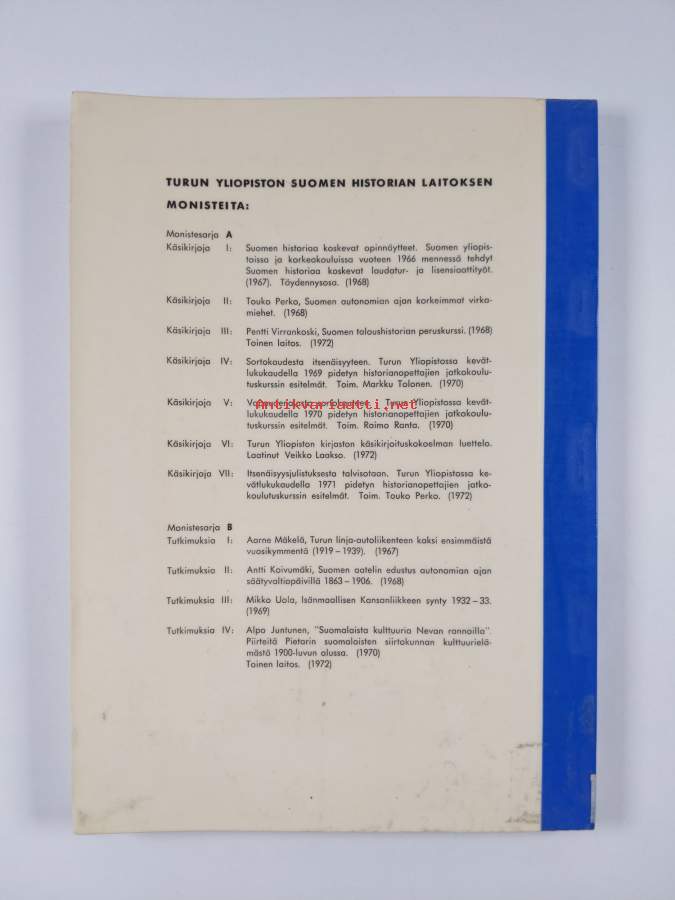 TURUN YLIOPISTON SUOMEN HISTORIAN LAITOKSEN
MONISTEITA:
Monistesarja A
Käsikirjoja I: Suomen historiaa koskevat opinnäytteet. Suomen yliopis-
toissa ja korkeakouluissa vuoteen 1966 mennessä tehdyt
Suomen historiaa koskevat laudatur- ja lisensiaattityöt.
(1967). Töydennysosa. (1968)
Käsikirjoja II: Touko Perko, Suomen autonomian ajan korkeimmat virka-
miehet. (1968)
Käsikirjoja III: Pentti Virrankoski, Suomen taloushistorian peruskurssi. (1968)
Toinen laitos. (1972)
Käsikirjoja IV: Sortokaudesta itsenäisyyteen. Turun Yliopistossa kevät-
lukukaudella 1969 pidetyn historianopettajien jatkokoulu-
tuskurssin esitelmät. Toim. Markku Tolonen. (1970)
Käsikirjoja V: Turun Yliopistossa kevät-
Antikvariaatti.net
lukukaudella 1970 pidetyn historianopettajien jatkokoulu-
tuskurssin esitelmät. Toim. Raimo Ranta. (1970)
Käsikirjoja VI: Turun Yliopiston kirjaston käsikirjoituskokoelman luettelo.
Laatinut Veikko Laakso. (1972)
Käsikirjoja VII: Itsenäisyysjulistuksesta talvisotaan. Turun Yliopistossa ke-
vätlukukaudella 1971 pidetyn historianopettajien jatko-
koulutuskurssin esitelmät. Toim. Touko Perko. (1972)
Monistesarja B
Tutkimuksia I: Aarne Mäkelä, Turun linja-autoliikenteen kaksi ensimmäistä
vuosikymmentä (1919–1939). (1967)
Tutkimuksia II: Antti Koivumäki, Suomen aatelin edustus autonomian ajan
säätyvaltiopäivillä 1863–1906. (1968)
Tutkimuksia III: Mikko Uola, Isänmaallisen Kansanliikkeen synty 1932–33.
(1969)
Tutkimuksia IV: Alpo Juntunen, "Suomalaista kulttuuria Nevan rannoilla".
Piirteitä Pietarin suomalaisten siirtokunnan kulttuurielä-
mästä 1900-luvun alussa. (1970)
Toinen laitos. (1972)